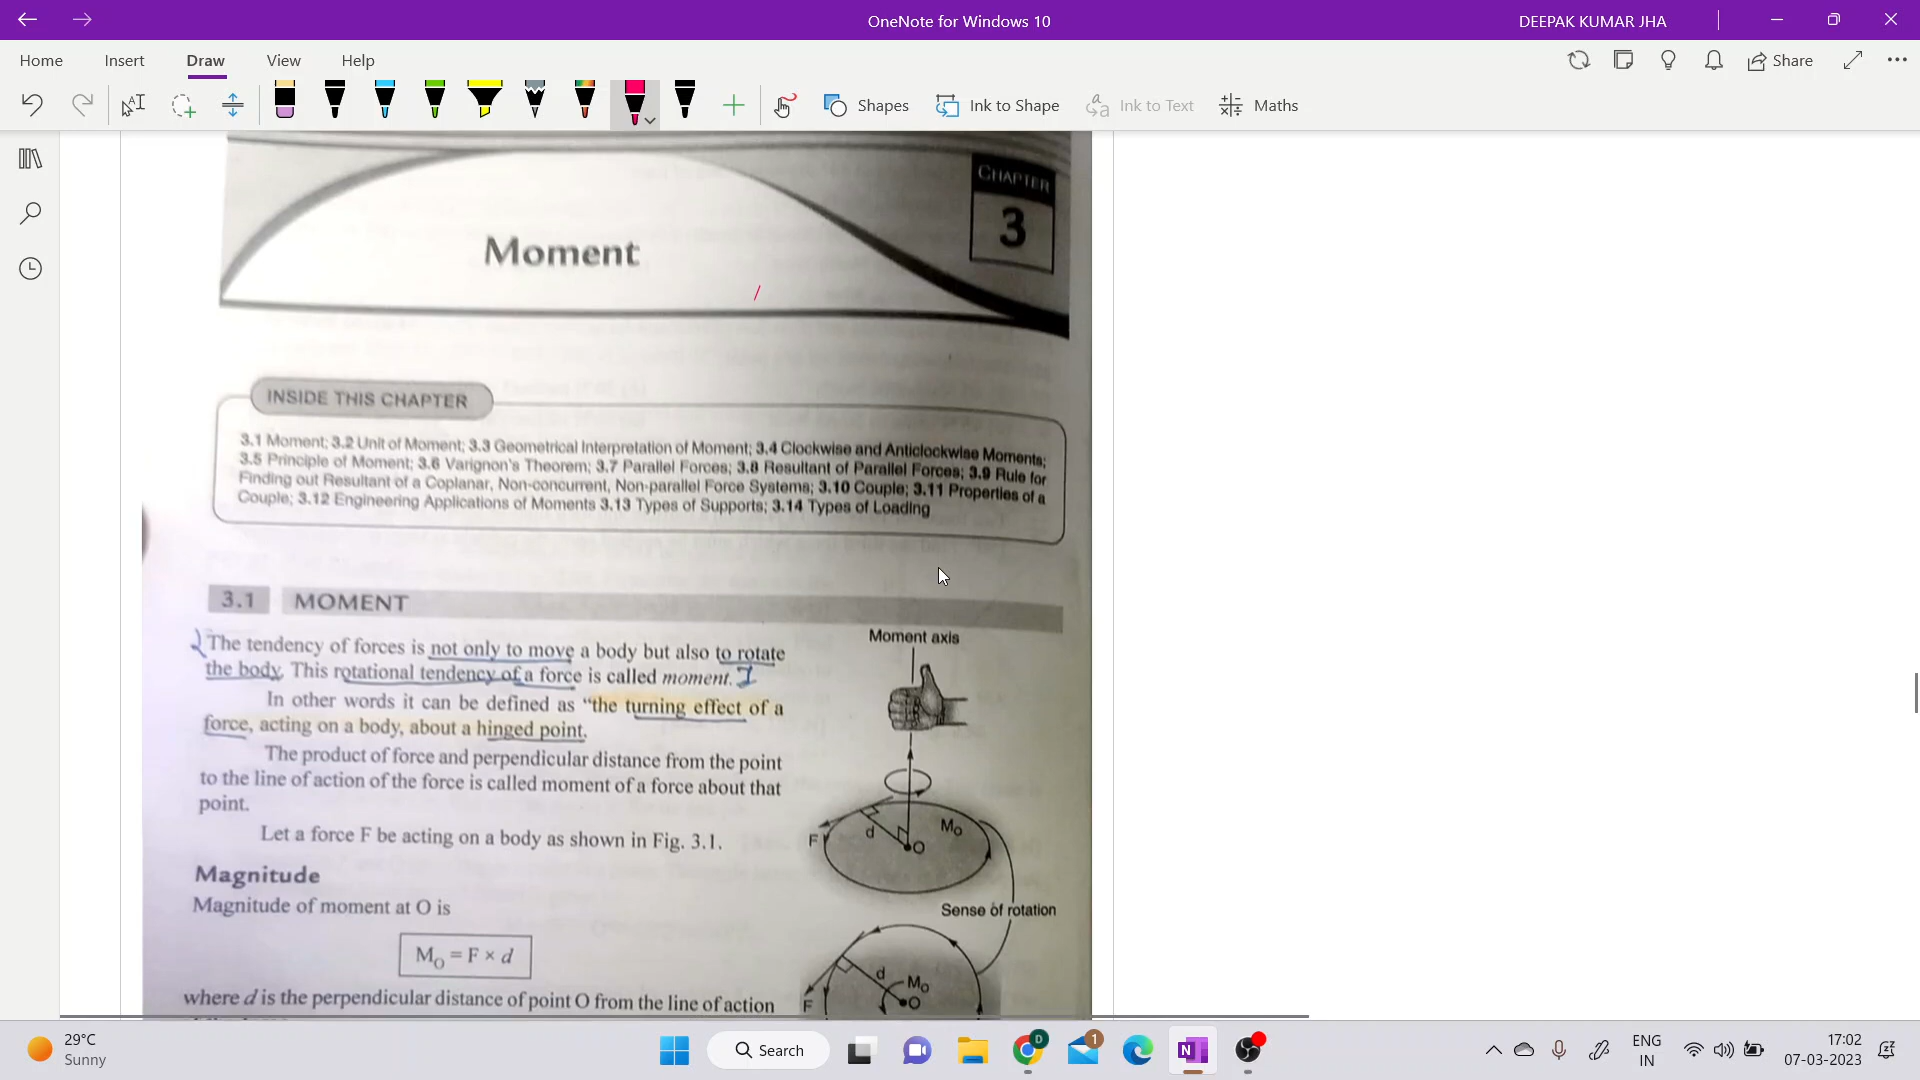 OneNote for Windows 10
DEEPAK KUMAR JHA
Home Insert Draw View Help
Share
Shapes Ink to Shape Ink to Text Maths
CHAPTER
3
Moment
INSIDE THIS CHAPTER
3.1 Moment; 3.2 Unit of Moment; 3.3 Geometrical Interpretation of Moment; 3.4 Clockwise and Anticlockwise Moments;
3.5 Principle of Moment; 3.6 Varignon's Theorem; 3.7 Parallel Forces; 3.8 Resultant of Parallel Forces; 3.9 Rule for
Finding out Resultant of a Coplanar, Non-concurrent, Non-parallel Force Systems; 3.10 Couple; 3.11 Properties of a
Couple; 3.12 Engineering Applications of Moments 3.13 Types of Supports; 3.14 Types of Loading
3.1 MOMENT
The tendency of forces is not only to move a body but also to rotate
the body. This rotational tendency of a force is called moment.
In other words it can be defined as "the turning effect of a
force, acting on a body, about a hinged point.
The product of force and perpendicular distance from the point
to the line of action of the force is called moment of a force about that
point.
Let a force F be acting on a body as shown in Fig. 3.1.
Magnitude
Magnitude of moment at O is
M_O = F × d
where d is the perpendicular distance of point O from the line of action
Moment axis
F d O M_O
Sense of rotation
F d M_O O
29°C
Sunny
Search
D
1
N
ENG
IN
17:02
07-03-2023